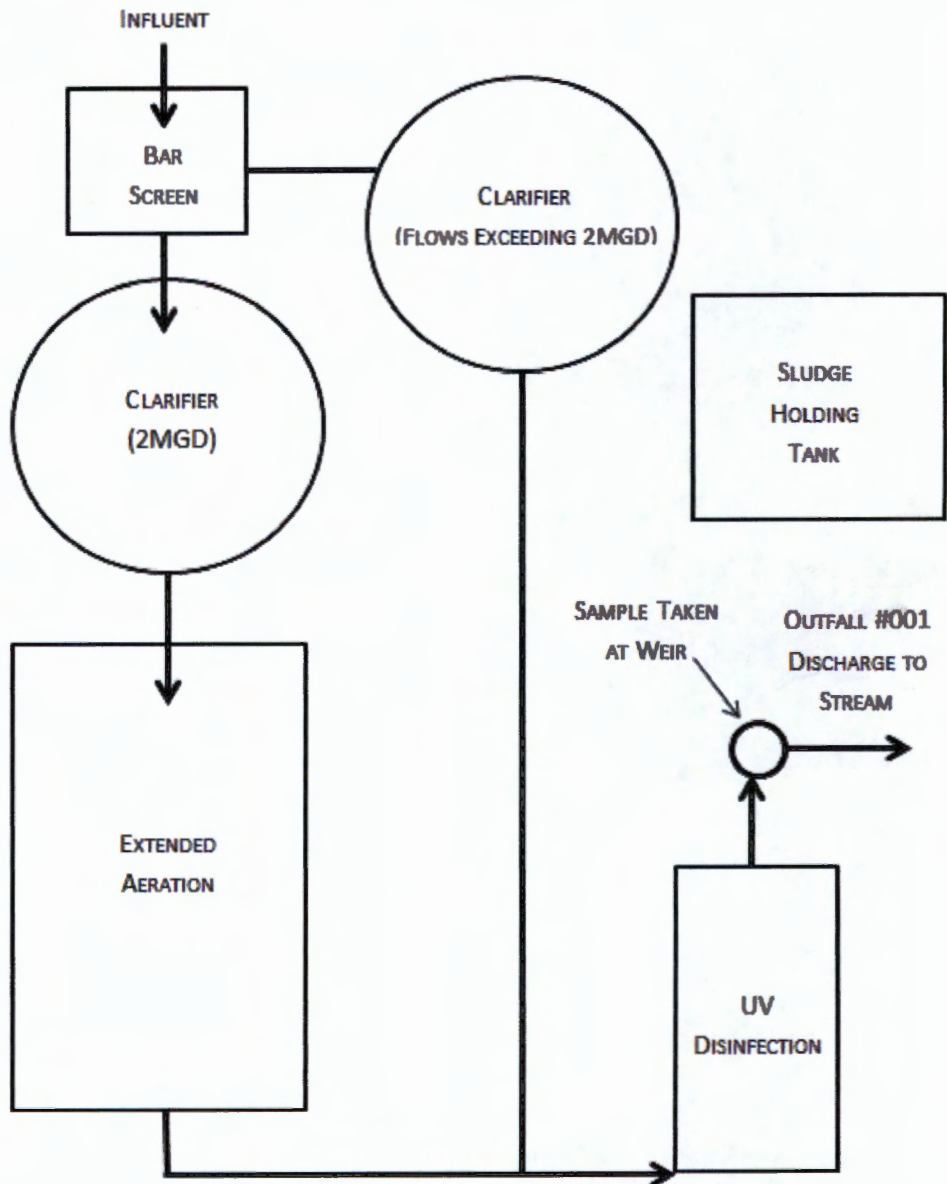 INFLUENT
BAR
SCREEN
CLARIFIER
(FLOWS EXCEEDING 2MGD)
CLARIFIER
(2MGD)
SLUDGE
HOLDING
TANK
SAMPLE TAKEN
AT WEIR
OUTFALL #001
DISCHARGE TO
STREAM
EXTENDED
AERATION
UV
DISINFECTION